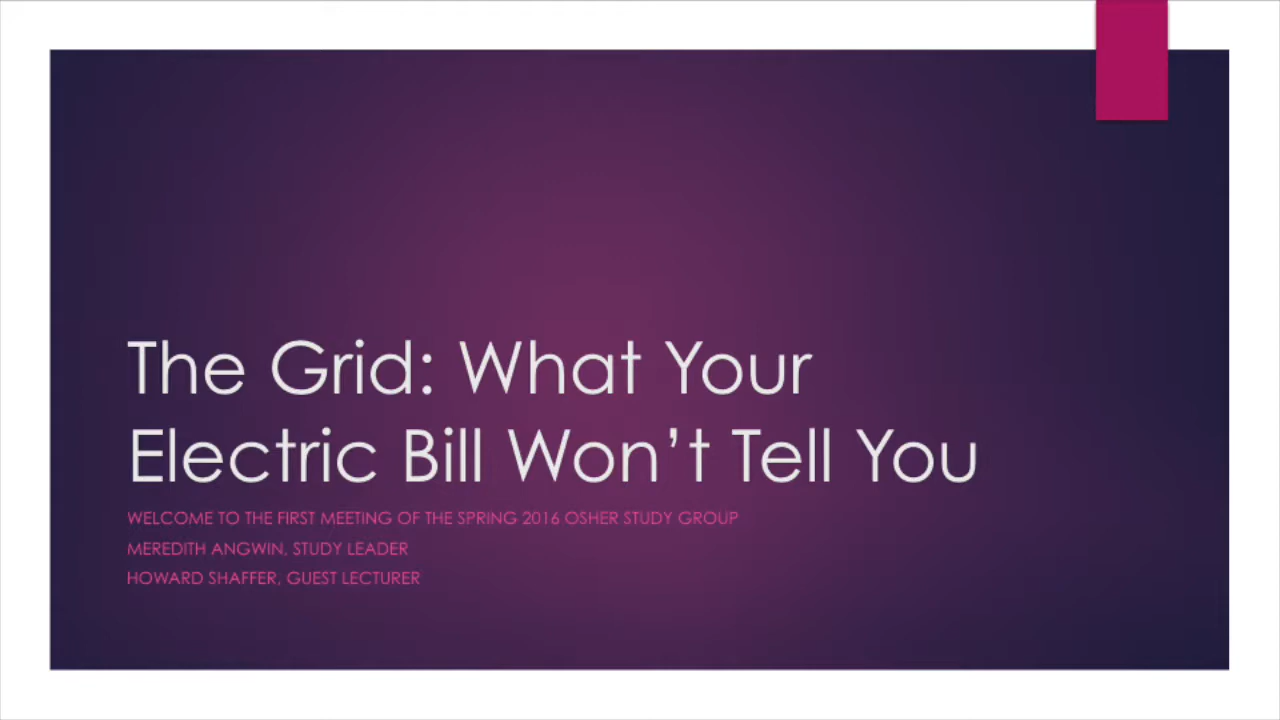 The Grid: What Your
Electric Bill Won’t Tell You
WELCOME TO THE FIRST MEETING OF THE SPRING 2016 OSHER STUDY GROUP
MEREDITH ANGWIN, STUDY LEADER
HOWARD SHAFFER, GUEST LECTURER